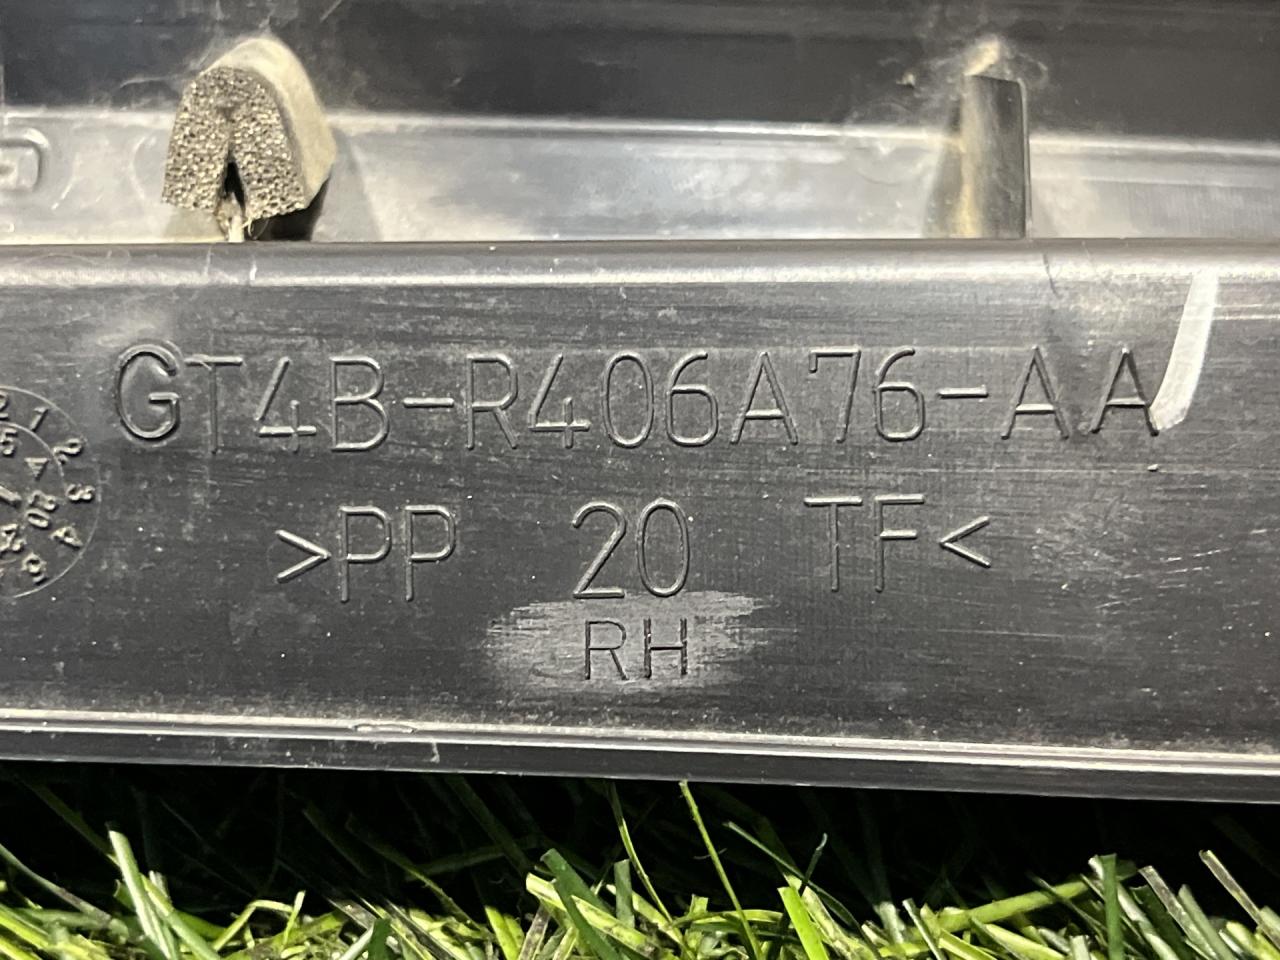 GT4B-R406A76-AA
>PP 20 TF<
RH